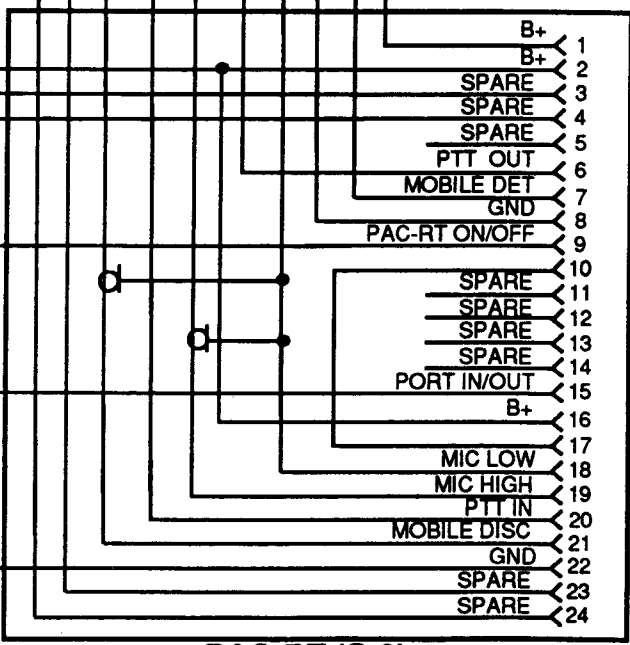 B+ 1
B+ 2
SPARE 3
SPARE 4
SPARE 5
PTT OUT 6
MOBILE DET 7
GND 8
PAC-RT ON/OFF 9
10
SPARE 11
SPARE 12
SPARE 13
SPARE 14
PORT IN/OUT 15
B+ 16
17
MIC LOW 18
MIC HIGH 19
PTT IN 20
MOBILE DISC 21
GND 22
SPARE 23
SPARE 24